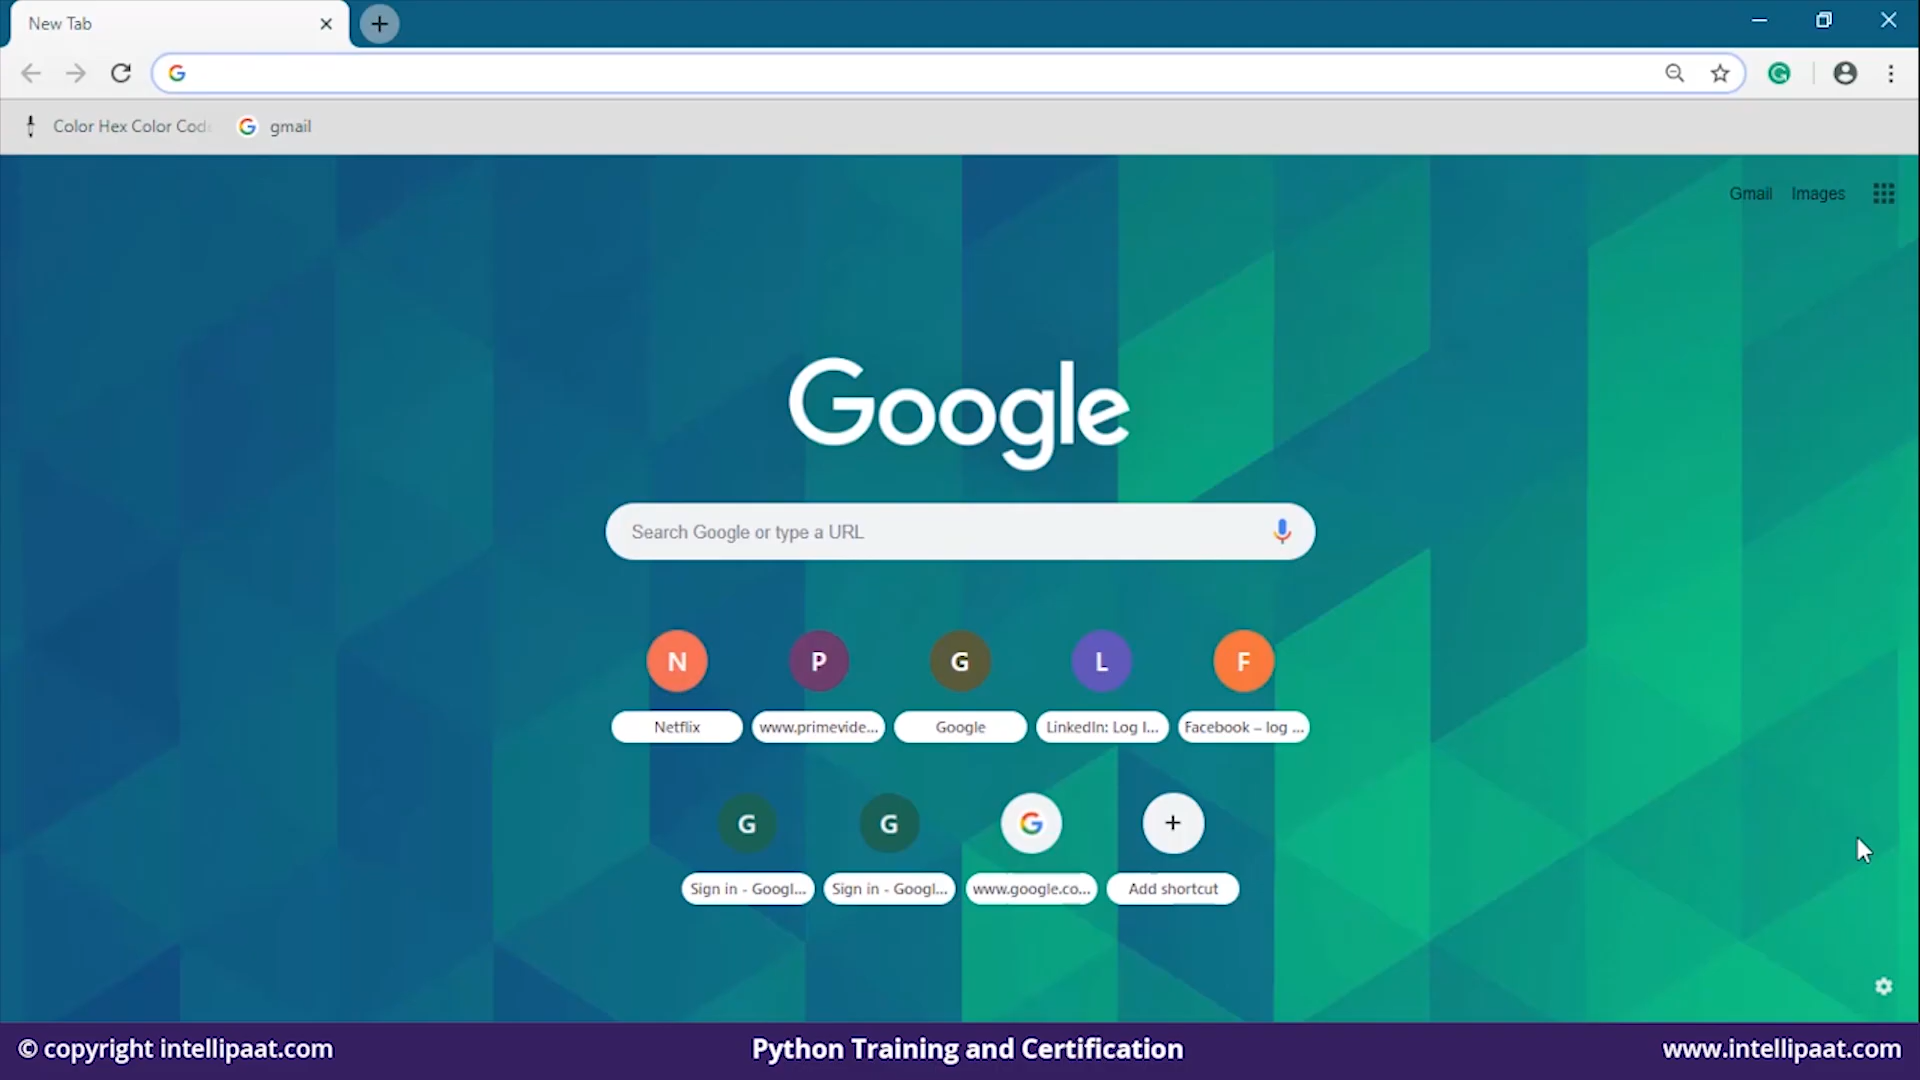 New Tab
Color Hex Color Cod
gmail
Gmail Images
Google
Search Google or type a URL
N P G L F
Netflix www.primevide... Google LinkedIn: Log I... Facebook – log ...
G G G +
Sign in - Googl... Sign in - Googl... www.google.co... Add shortcut
© copyright intellipaat.com Python Training and Certification www.intellipaat.com